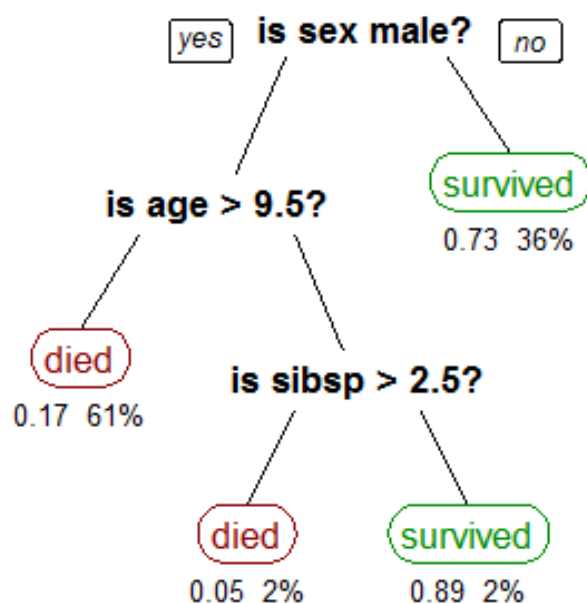 yes is sex male? no
survived
is age > 9.5?
0.73 36%
died
is sibsp > 2.5?
0.17 61%
died survived
0.05 2% 0.89 2%